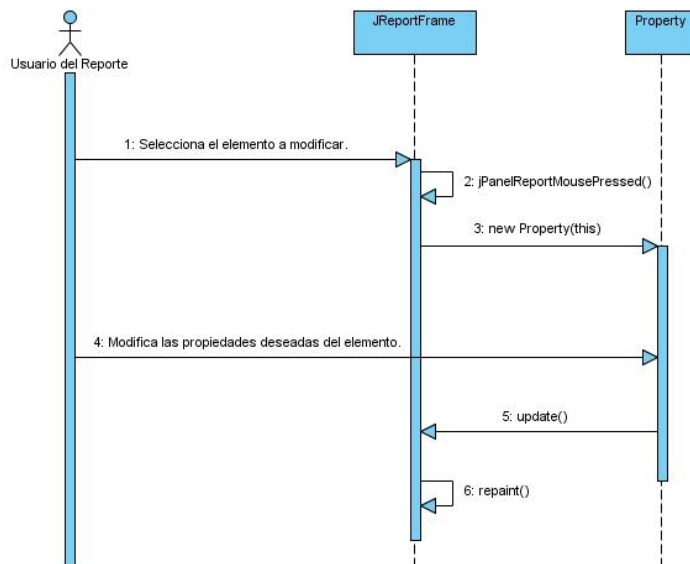 JReportFrame
Property
Usuario del Reporte
1: Selecciona el elemento a modificar.
2: jPanelReportMousePressed()
3: new Property(this)
4: Modifica las propiedades deseadas del elemento.
5: update()
6: repaint()